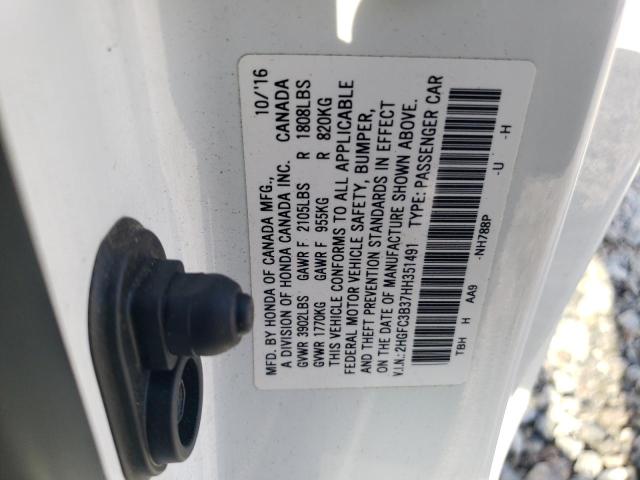 MFD. BY HONDA OF CANADA MFG., 10/'16
A DIVISION OF HONDA CANADA INC. CANADA
GVWR 3902LBS GAWR F 2105LBS R 1808LBS
GVWR 1770KG GAWR F 955KG R 820KG
THIS VEHICLE CONFORMS TO ALL APPLICABLE
FEDERAL MOTOR VEHICLE SAFETY, BUMPER,
AND THEFT PREVENTION STANDARDS IN EFFECT
ON THE DATE OF MANUFACTURE SHOWN ABOVE.
V.I.N.: 2HGFC3B37HH351491 TYPE: PASSENGER CAR
TBH H AA9 -NH788P -U -H